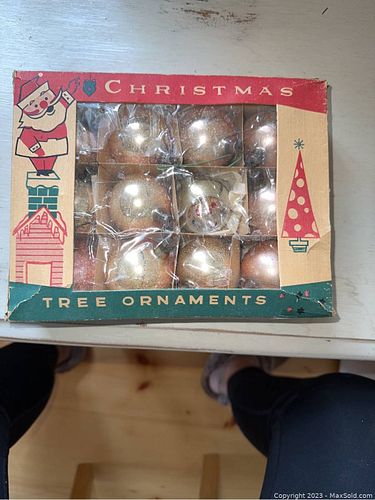 CHRISTMAS
TREE ORNAMENTS
Copyright 2023 - MaxSold.com